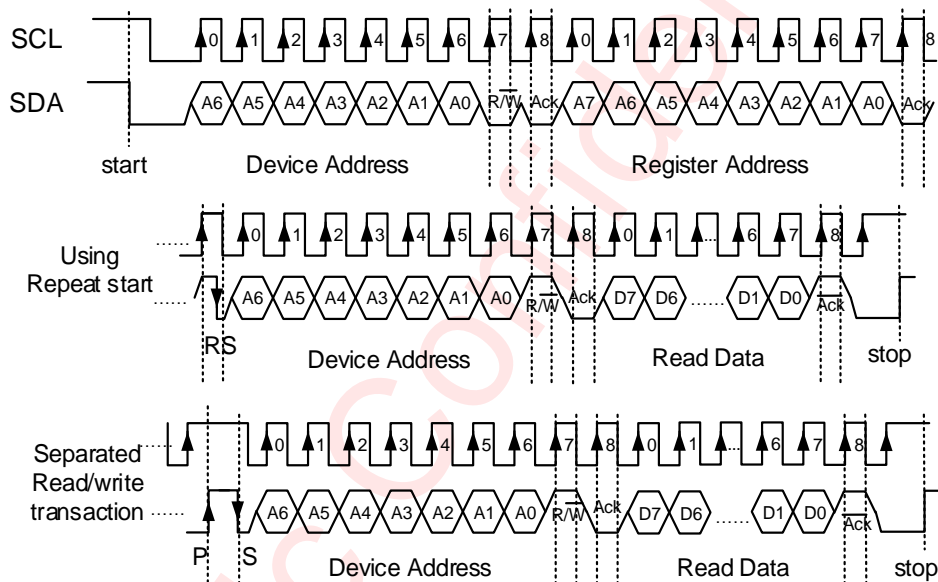 SCL 0 1 2 3 4 5 6 7 8 0 1 2 3 4 5 6 7 8
SDA A6 A5 A4 A3 A2 A1 A0 R/W Ack A7 A6 A5 A4 A3 A2 A1 A0 Ack
start Device Address Register Address
Using
Repeat start
...... 0 1 2 3 4 5 6 7 8 0 1 ... 6 7 8
...... A6 A5 A4 A3 A2 A1 A0 R/W Ack D7 D6 ...... D1 D0 Ack
RS Device Address Read Data stop
Separated
Read/write
transaction
...... 0 1 2 3 4 5 6 7 8 0 1 ... 6 7 8
...... A6 A5 A4 A3 A2 A1 A0 R/W Ack D7 D6 ...... D1 D0 Ack
P S Device Address Read Data stop